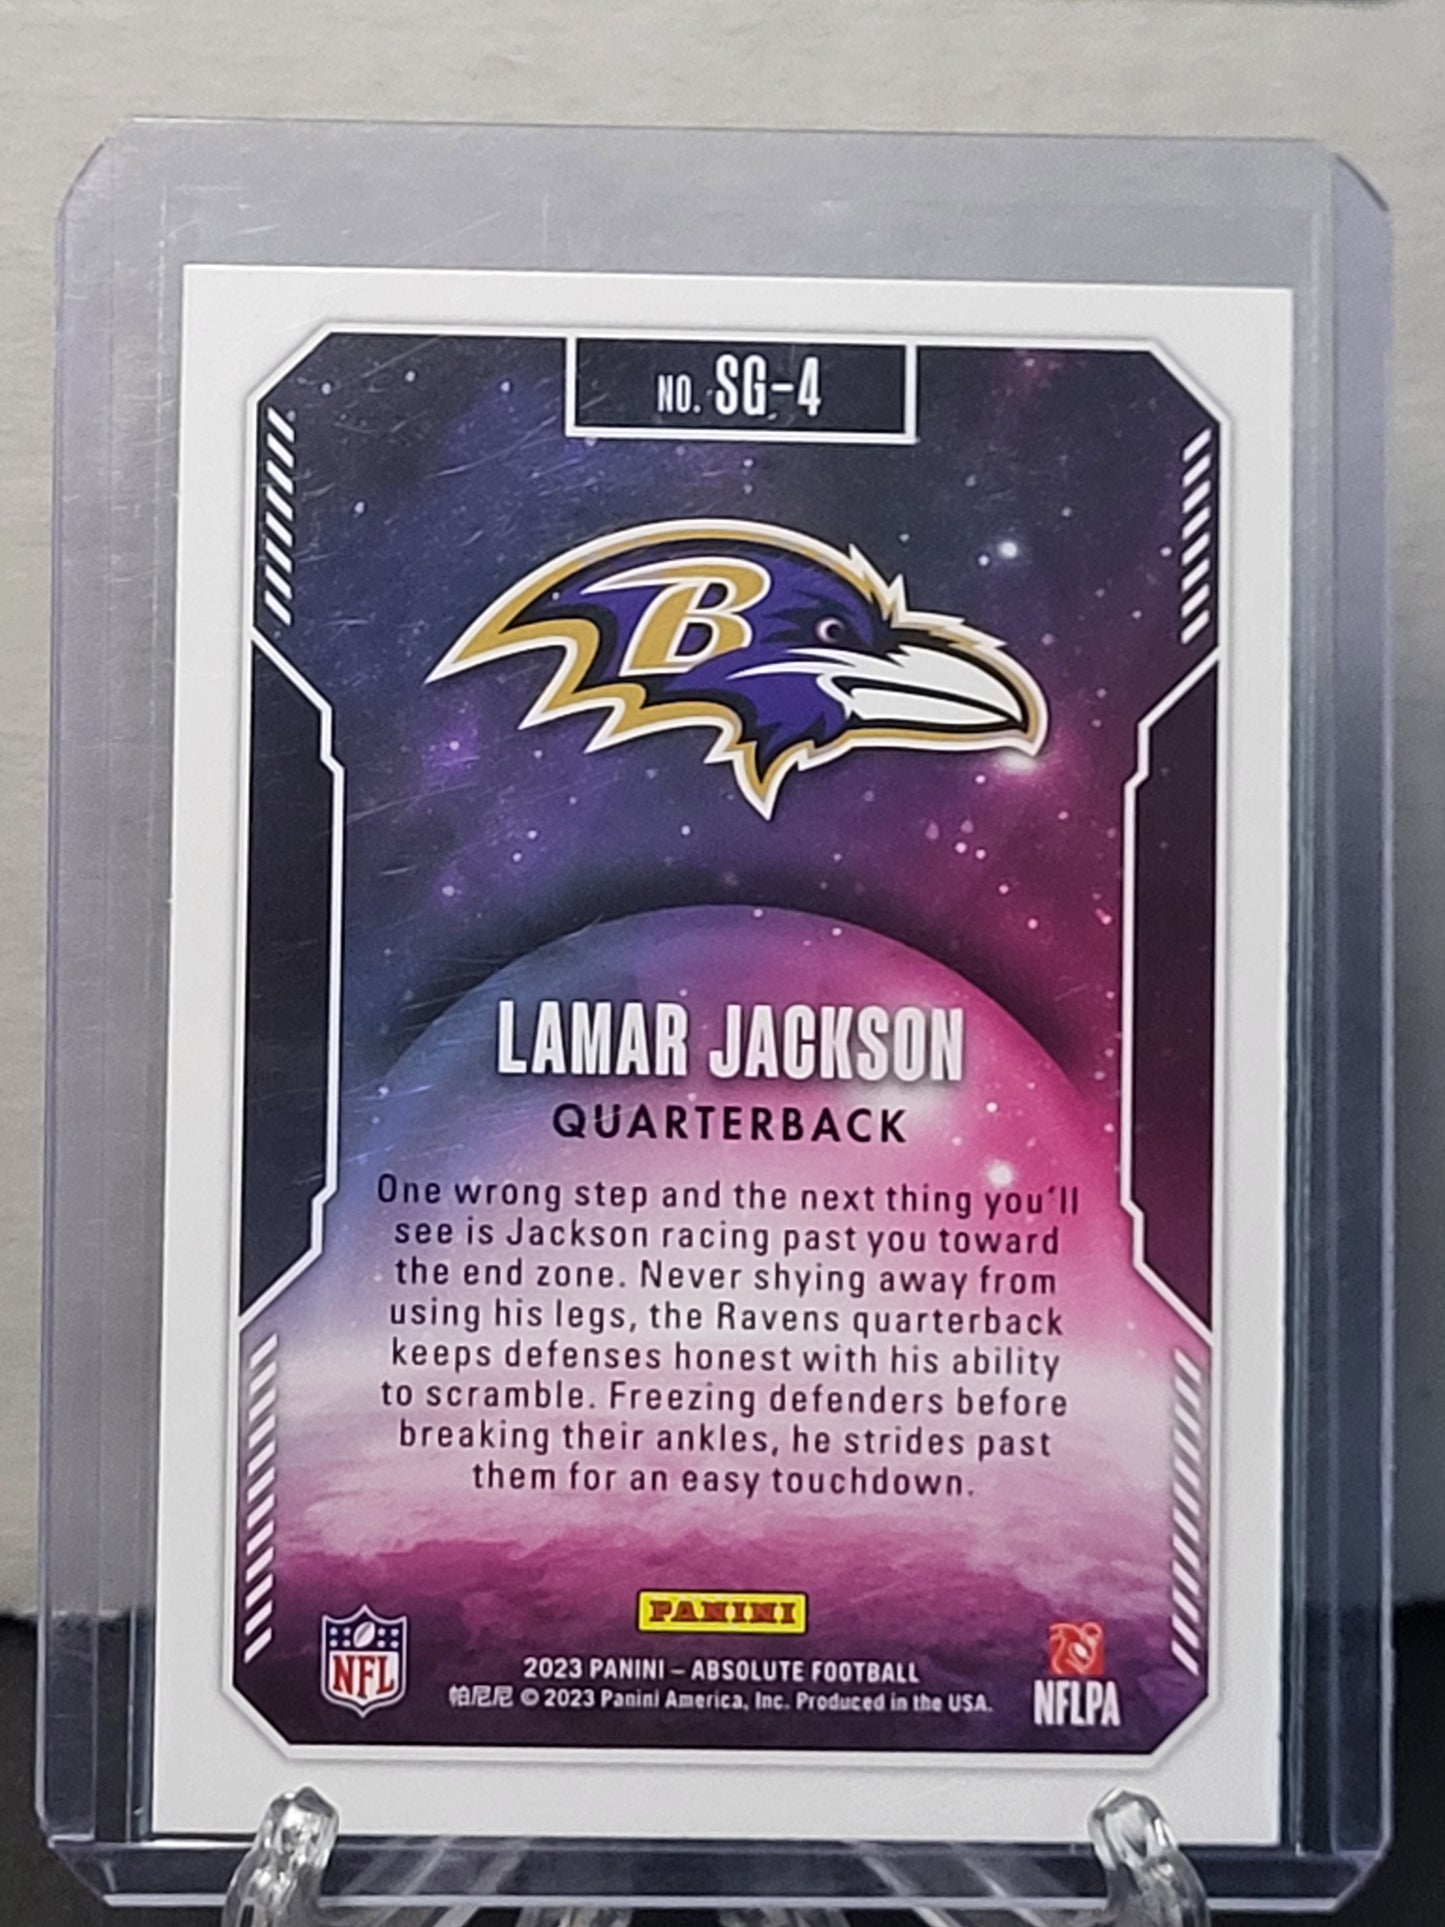 NO. SG-4
B
LAMAR JACKSON
QUARTERBACK
One wrong step and the next thing you'll
see is Jackson racing past you toward
the end zone. Never shying away from
using his legs, the Ravens quarterback
keeps defenses honest with his ability
to scramble. Freezing defenders before
breaking their ankles, he strides past
them for an easy touchdown.
PANINI
NFL
2023 PANINI – ABSOLUTE FOOTBALL
帕尼尼 © 2023 Panini America, Inc. Produced in the USA.
NFLPA